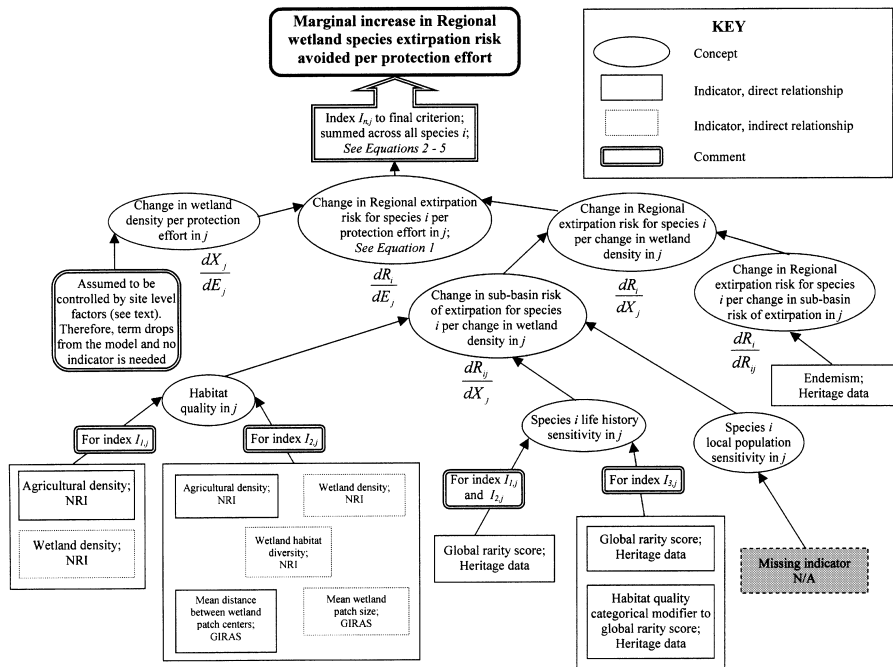 Marginal increase in Regional
wetland species extirpation risk
avoided per protection effort
KEY
Concept
Indicator, direct relationship
Indicator, indirect relationship
Comment
Index I_{n,j} to final criterion;
summed across all species i;
See Equations 2 - 5
Change in wetland
density per protection
effort in j
dX_j
dE_j
Change in Regional extirpation
risk for species i per
protection effort in j;
See Equation 1
dR_i
dE_j
Change in Regional
extirpation risk for species i
per change in wetland
density in j
dR_i
dX_j
Assumed to be
controlled by site level
factors (see text).
Therefore, term drops
from the model and no
indicator is needed
Change in sub-basin risk
of extirpation for species
i per change in wetland
density in j
dR_{ij}
dX_j
Change in Regional
extirpation risk for species
i per change in sub-basin
risk of extirpation in j
dR_i
dR_{ij}
Endemism;
Heritage data
Habitat
quality in j
For index I_{1,j}
For index I_{2,j}
Species i life history
sensitivity in j
Species i
local population
sensitivity in j
For index I_{1,j}
and I_{2,j}
For index I_{3,j}
Agricultural density;
NRI
Wetland density;
NRI
Agricultural density;
NRI
Wetland density;
NRI
Wetland habitat
diversity;
NRI
Mean distance
between wetland
patch centers;
GIRAS
Mean wetland
patch size;
GIRAS
Global rarity score;
Heritage data
Global rarity score;
Heritage data
Habitat quality
categorical modifier to
global rarity score;
Heritage data
Missing indicator
N/A